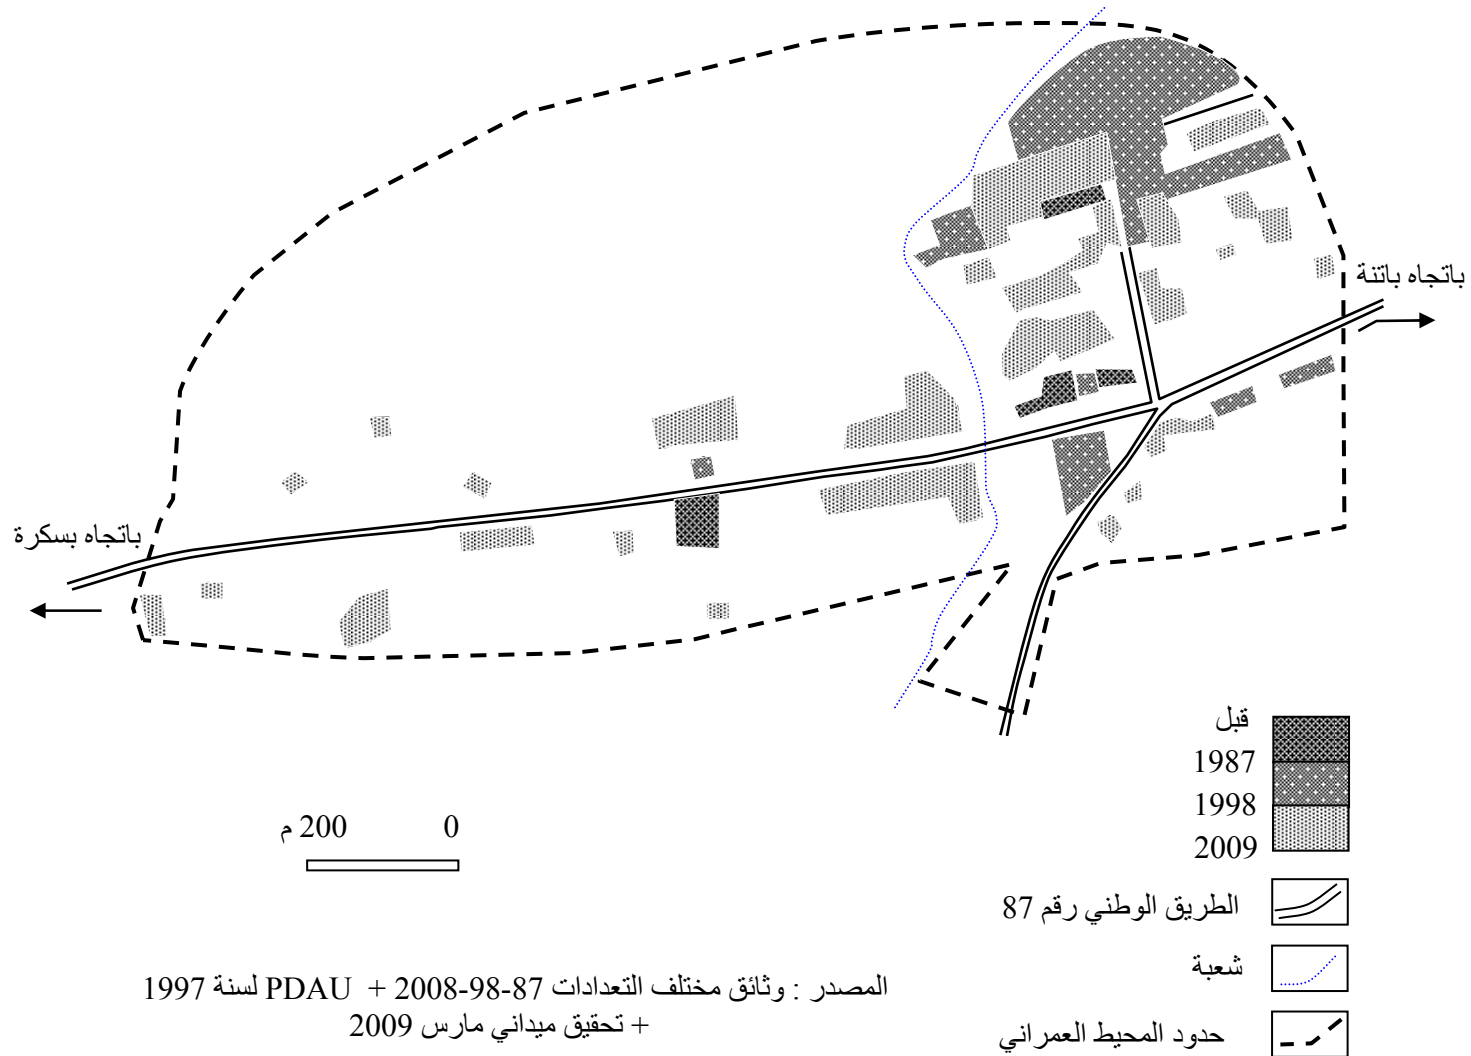 باتجاه باتنة
باتجاه بسكرة
قبل
1987
1998
2009
0
200 م
الطريق الوطني رقم 87
شعبة
حدود المحيط العمراني
المصدر : وثائق مختلف التعدادات 87-98-2008 + PDAU لسنة 1997
+ تحقيق ميداني مارس 2009